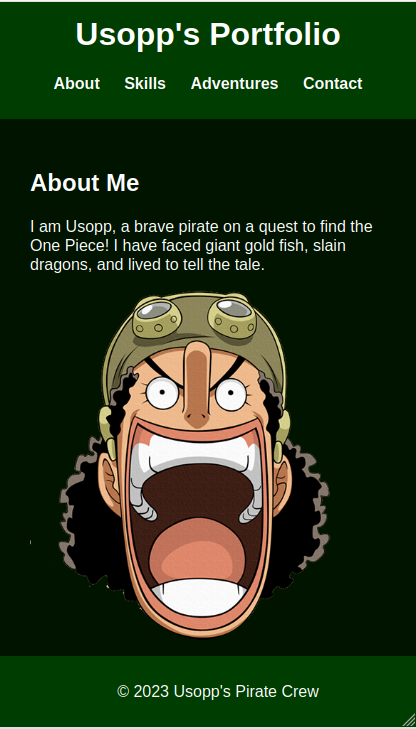 Usopp's Portfolio
About Skills Adventures Contact
About Me
I am Usopp, a brave pirate on a quest to find the
One Piece! I have faced giant gold fish, slain
dragons, and lived to tell the tale.
© 2023 Usopp's Pirate Crew